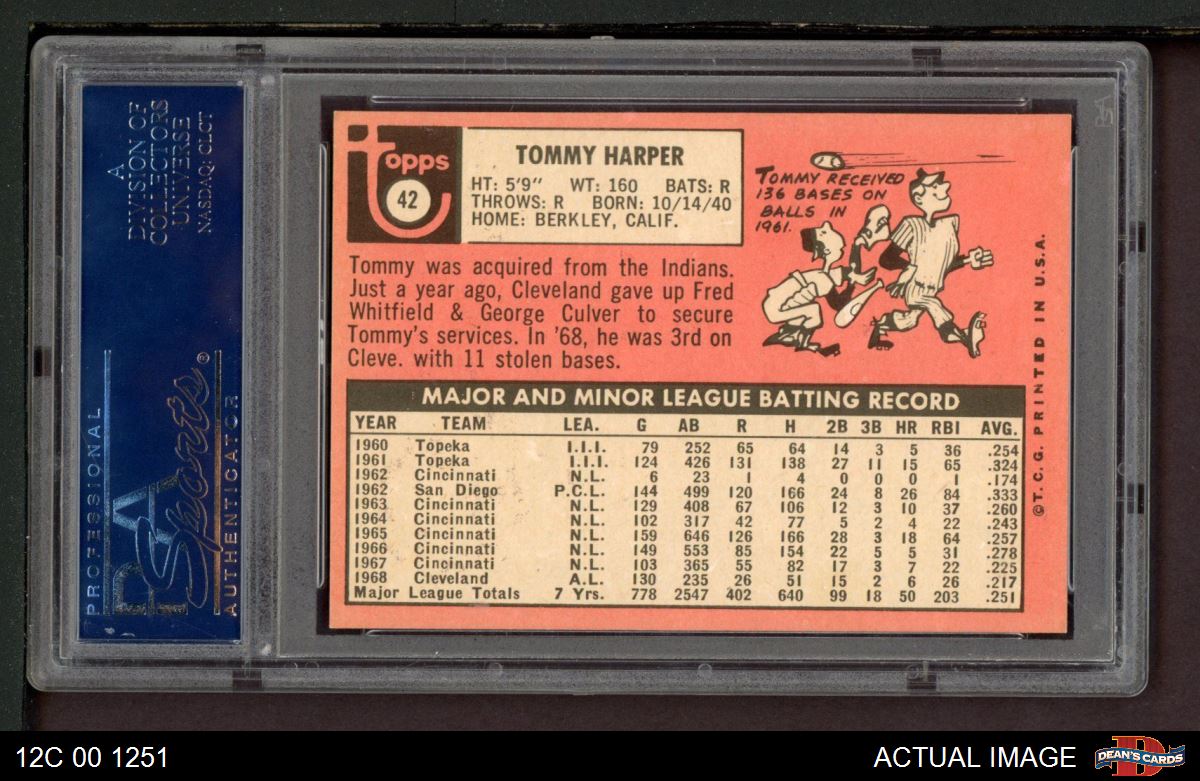 A
DIVISION OF
COLLECTORS
UNIVERSE
NASDAQ: CLCT
PROFESSIONAL
PSA
Sports®
AUTHENTICATOR
topps
42
TOMMY HARPER
HT: 5'9" WT: 160 BATS: R
THROWS: R BORN: 10/14/40
HOME: BERKLEY, CALIF.
TOMMY RECEIVED
136 BASES ON
BALLS IN
1961.
Tommy was acquired from the Indians.
Just a year ago, Cleveland gave up Fred
Whitfield & George Culver to secure
Tommy's services. In '68, he was 3rd on
Cleve. with 11 stolen bases.
MAJOR AND MINOR LEAGUE BATTING RECORD
YEAR TEAM LEA. G AB R H 2B 3B HR RBI AVG.
1960 Topeka I.I.I. 79 252 65 64 14 3 5 36 .254
1961 Topeka I.I.I. 124 426 131 138 27 11 15 65 .324
1962 Cincinnati N.L. 6 23 1 4 0 0 0 1 .174
1962 San Diego P.C.L. 144 499 120 166 24 8 26 84 .333
1963 Cincinnati N.L. 129 408 67 106 12 3 10 37 .260
1964 Cincinnati N.L. 102 317 42 77 5 2 4 22 .243
1965 Cincinnati N.L. 159 646 126 166 28 3 18 64 .257
1966 Cincinnati N.L. 149 553 85 154 22 5 5 31 .278
1967 Cincinnati N.L. 103 365 55 82 17 3 7 22 .225
1968 Cleveland A.L. 130 235 26 51 15 2 6 26 .217
Major League Totals 7 Yrs. 778 2547 402 640 99 18 50 203 .251
©T.C.G. PRINTED IN U.S.A.
12C 00 1251
ACTUAL IMAGE
D
DEAN'S CARDS